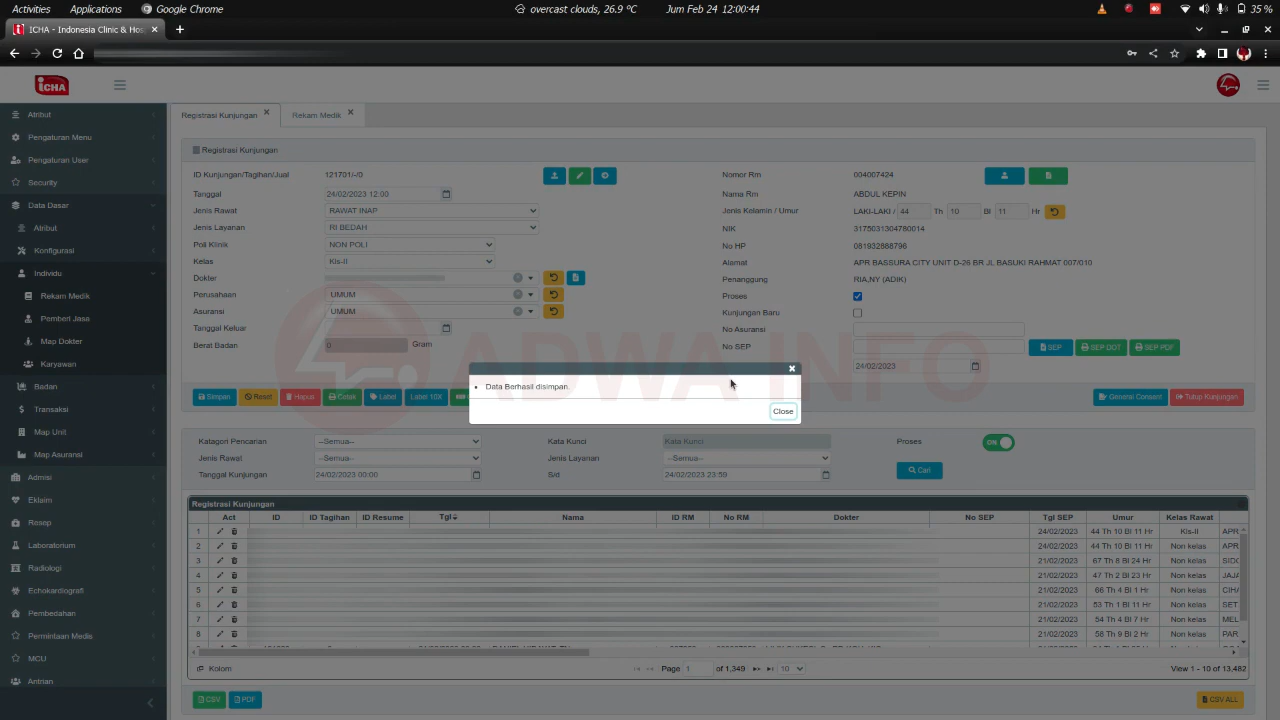 Activities Applications Google Chrome overcast clouds, 26.9 °C Jum Feb 24 12:00:44 35 %
ICHA - Indonesia Clinic & Hos
iCHA
Registrasi Kunjungan
Rekam Medik
Atribut
Pengaturan Menu
Pengaturan User
Security
Data Dasar
Atribut
Konfigurasi
Individu
Rekam Medik
Pemberi Jasa
Map Dokter
Karyawan
Badan
Transaksi
Map Unit
Map Asuransi
Admisi
Eklaim
Resep
Laboratorium
Radiologi
Echokardiografi
Pembedahan
Permintaan Medis
MCU
Antrian
Registrasi Kunjungan
ID Kunjungan/Tagihan/Jual 121701/-/0
Tanggal 24/02/2023 12:00
Jenis Rawat RAWAT INAP
Jenis Layanan RI BEDAH
Poli Klinik NON POLI
Kelas Kls-II
Dokter
Perusahaan UMUM
Asuransi UMUM
Tanggal Keluar
Berat Badan 0 Gram
Nomor Rm 004007424
Nama Rm ABDUL KEPIN
Jenis Kelamin / Umur LAKI-LAKI / 44 Th 10 Bl 11 Hr
NIK 3175031304780014
No HP 081932888796
Alamat APR BASSURA CITY UNIT D-26 BR JL BASUKI RAHMAT 007/010
Penanggung RIA,NY (ADIK)
Proses
Kunjungan Baru
No Asuransi
No SEP SEP SEP DOT SEP PDF
24/02/2023
ADWA INFO
Data Berhasil disimpan.
Close
Simpan Reset Hapus Cetak Label Label 10X General Consent Tutup Kunjungan
Katagori Pencarian --Semua-- Kata Kunci Kata Kunci Proses ON
Jenis Rawat --Semua-- Jenis Layanan --Semua--
Tanggal Kunjungan 24/02/2023 00:00 S/d 24/02/2023 23:59 Cari
Registrasi Kunjungan
Act ID ID Tagihan ID Resume Tgl Nama ID RM No RM Dokter No SEP Tgl SEP Umur Kelas Rawat
1 24/02/2023 44 Th 10 Bl 11 Hr Kls-II APR
2 24/02/2023 44 Th 10 Bl 11 Hr Non kelas APR
3 21/02/2023 67 Th 8 Bl 24 Hr Non kelas SIDO
4 21/02/2023 47 Th 2 Bl 23 Hr Non kelas JAJA
5 21/02/2023 66 Th 4 Bl 1 Hr Non kelas CIHA
6 21/02/2023 53 Th 1 Bl 11 Hr Non kelas SET
7 21/02/2023 54 Th 4 Bl 7 Hr Non kelas MEL
8 21/02/2023 56 Th 9 Bl 2 Hr Non kelas PAR
Kolom Page 1 of 1,349 10 View 1 - 10 of 13,482
CSV PDF CSV ALL